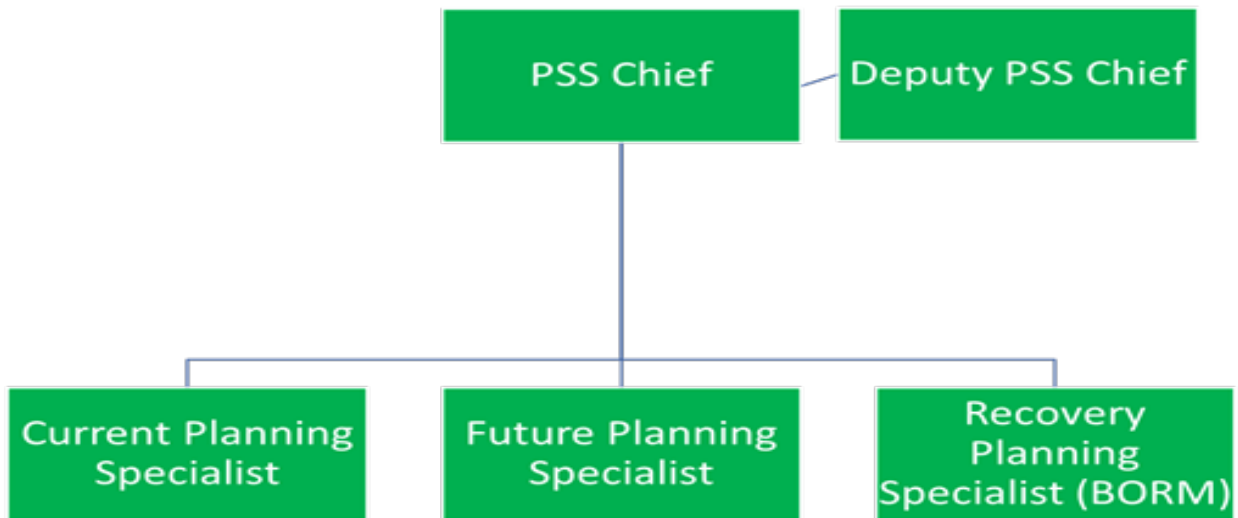 PSS Chief
Deputy PSS Chief
Current Planning
Specialist
Future Planning
Specialist
Recovery
Planning
Specialist (BORM)